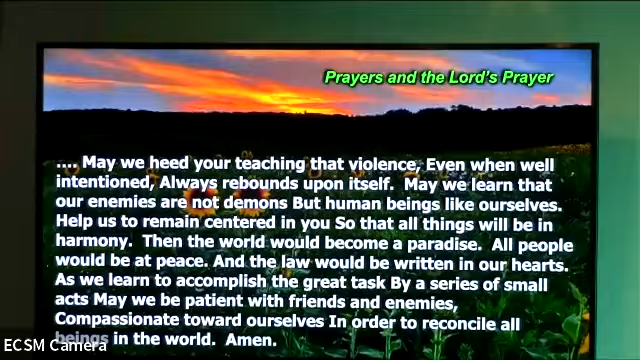 Prayers and the Lord's Prayer
.... May we heed your teaching that violence, Even when well
intentioned, Always rebounds upon itself. May we learn that
our enemies are not demons But human beings like ourselves.
Help us to remain centered in you So that all things will be in
harmony. Then the world would become a paradise. All people
would be at peace. And the law would be written in our hearts.
As we learn to accomplish the great task By a series of small
acts May we be patient with friends and enemies,
Compassionate toward ourselves In order to reconcile all
beings in the world. Amen.
ECSM Camera